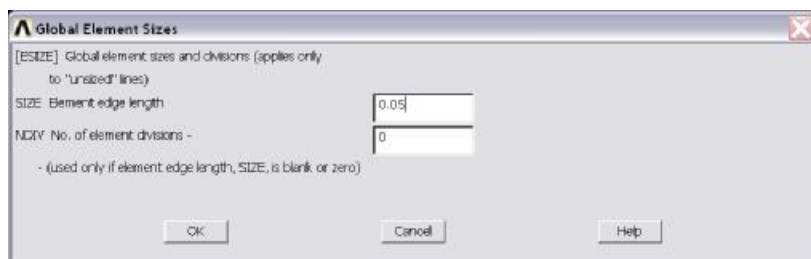 Global Element Sizes
[ESIZE] Global element sizes and divisions (applies only
to "unsized" lines)
SIZE Element edge length 0.05
NDIV No. of element divisions - 0
- (used only if element edge length, SIZE, is blank or zero)
OK Cancel Help